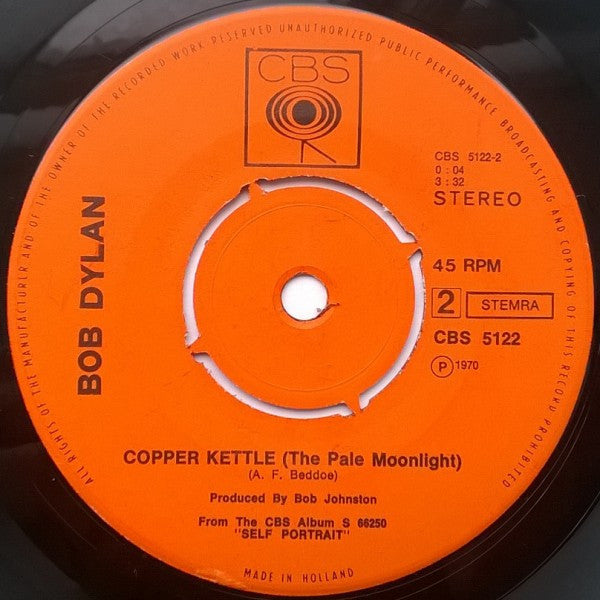 ALL RIGHTS OF THE MANUFACTURER AND OF THE OWNER OF THE RECORDED WORK RESERVED UNAUTHORIZED PUBLIC PERFORMANCE BROADCASTING AND COPYING OF THIS RECORD PROHIBITED
CBS
BOB DYLAN
CBS 5122-2
0 : 04
3 : 32
STEREO
45 RPM
2 STEMRA
CBS 5122
Ⓟ 1970
COPPER KETTLE (The Pale Moonlight)
(A. F. Beddoe)
Produced By Bob Johnston
From The CBS Album S 66250
"SELF PORTRAIT"
MADE IN HOLLAND